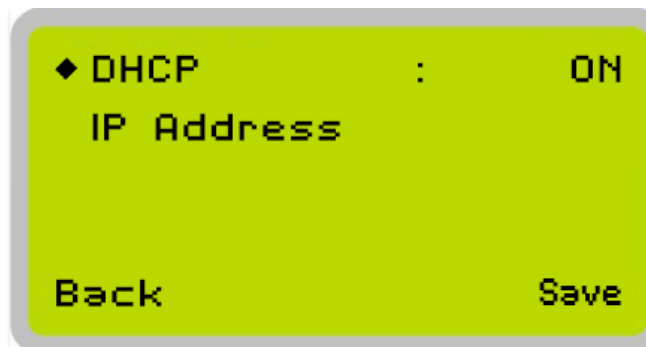 ◆ DHCP : ON
IP Address
Back Save